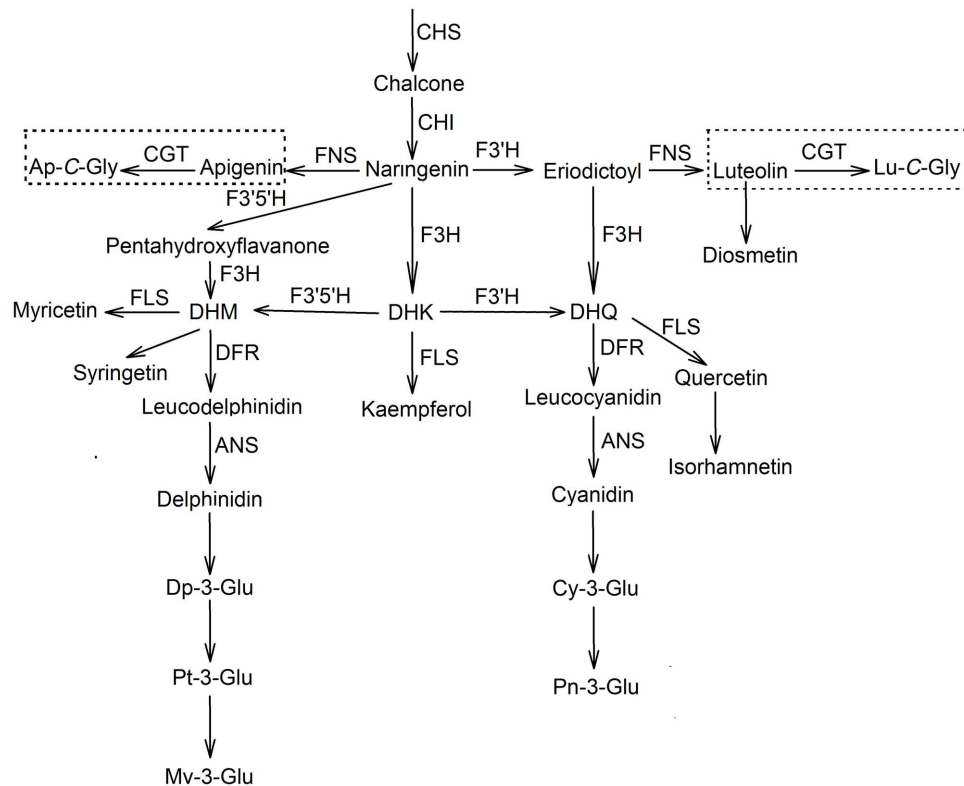 CHS
Chalcone
CHI
Ap-C-Gly CGT Apigenin FNS Naringenin F3'H Eriodictoyl FNS Luteolin CGT Lu-C-Gly
F3'5'H
Pentahydroxyflavanone F3H F3H Diosmetin
F3H
Myricetin FLS DHM F3'5'H DHK F3'H DHQ FLS
Syringetin DFR FLS DFR Quercetin
Leucodelphinidin Kaempferol Leucocyanidin
ANS ANS Isorhamnetin
Delphinidin Cyanidin
Dp-3-Glu Cy-3-Glu
Pt-3-Glu Pn-3-Glu
Mv-3-Glu